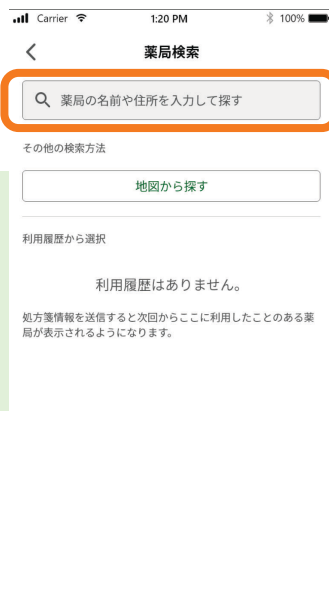 Carrier 1:20 PM 100%
薬局検索
薬局の名前や住所を入力して探す
その他の検索方法
地図から探す
利用履歴から選択
利用履歴はありません。
処方箋情報を送信すると次回からここに利用したことのある薬
局が表示されるようになります。